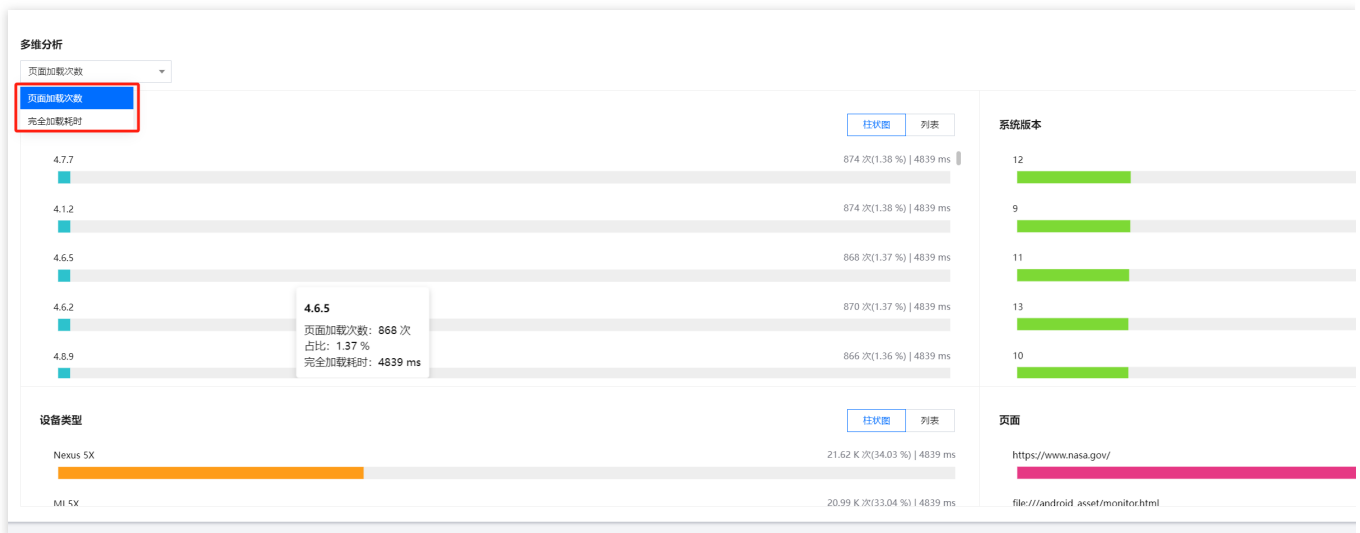 多维分析
页面加载次数
页面加载次数
完全加载耗时
柱状图 列表
4.7.7 874 次(1.38 %) | 4839 ms
4.1.2 874 次(1.38 %) | 4839 ms
4.6.5 868 次(1.37 %) | 4839 ms
4.6.2 870 次(1.37 %) | 4839 ms
4.8.9 866 次(1.36 %) | 4839 ms
4.6.5
页面加载次数: 868 次
占比: 1.37 %
完全加载耗时: 4839 ms
系统版本
12
9
11
13
10
设备类型 柱状图 列表
Nexus 5X 21.62 K 次(34.03 %) | 4839 ms
MI 5X 20.99 K 次(33.04 %) | 4839 ms
页面
https://www.nasa.gov/
file:///android_asset/monitor.html